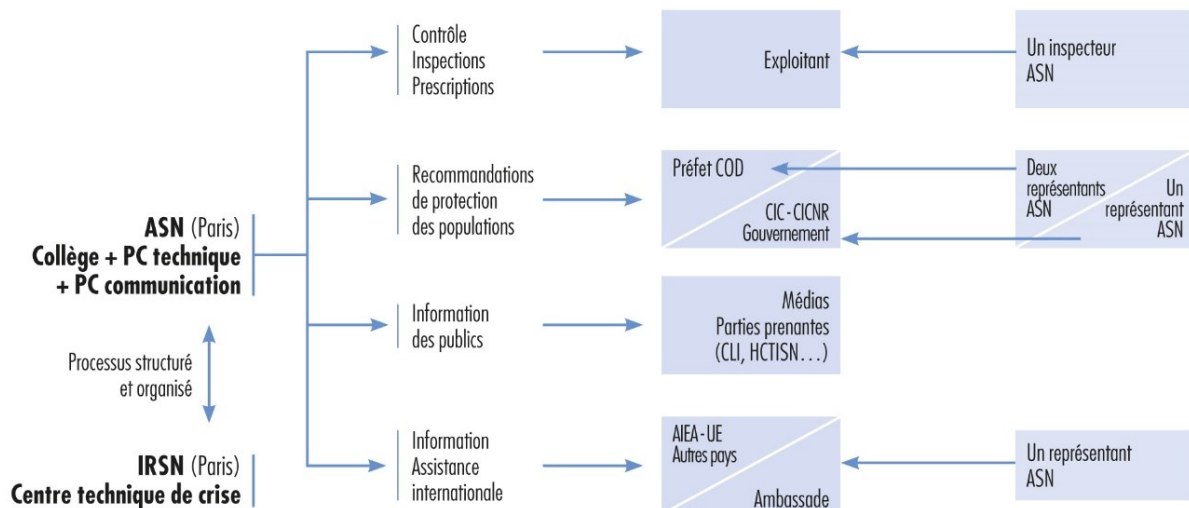 Contrôle
Inspections
Prescriptions
Exploitant
Un inspecteur
ASN
Recommandations
de protection
des populations
Préfet COD
CIC - CICNR
Gouvernement
Deux
représentants
ASN
Un
représentant
ASN
ASN (Paris)
Collège + PC technique
+ PC communication
Information
des publics
Médias
Parties prenantes
(CLI, HCTISN...)
Processus structuré
et organisé
IRSN (Paris)
Centre technique de crise
Information
Assistance
internationale
AIEA - UE
Autres pays
Ambassade
Un représentant
ASN